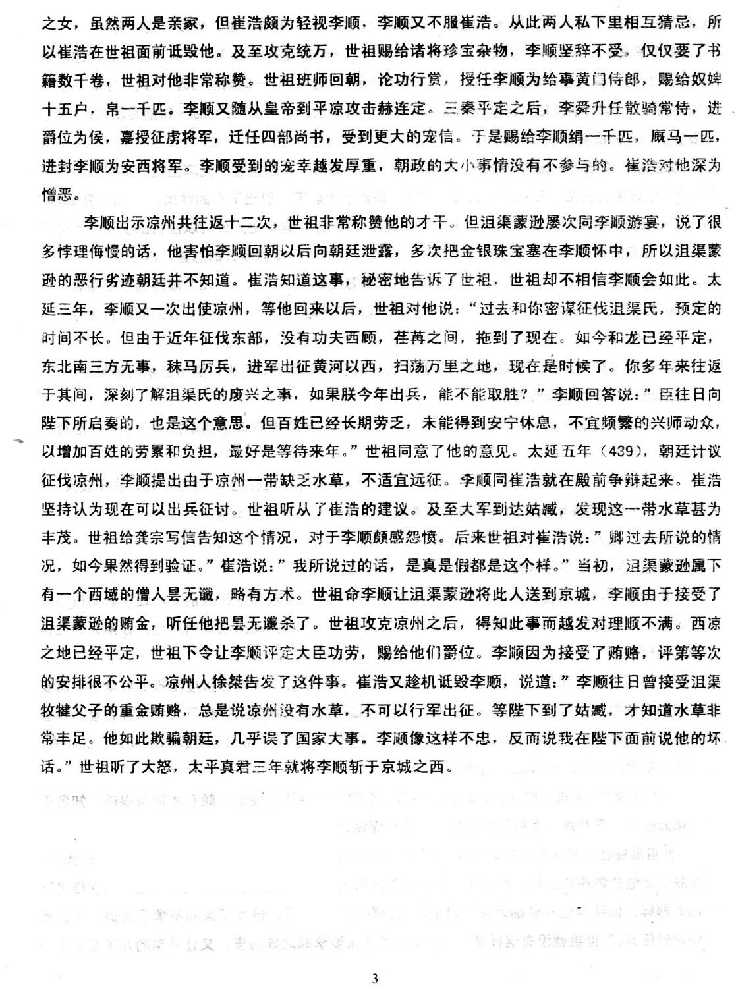 之女，虽然两人是亲家，但崔浩颇为轻视李顺，李顺又不服崔浩。从此两人私下里相互猜忌，所
以崔浩在世祖面前诋毁他。及至攻克统万，世祖赐给诸将珍宝杂物，李顺坚辞不受，仅仅要了书
籍数千卷，世祖对他非常称赞。世祖班师回朝，论功行赏，授任李顺为给事黄门侍郎，赐给奴婢
十五户，帛一千匹。李顺又随从皇帝到平凉攻击赫连定。三秦平定之后，李舜升任散骑常侍，进
爵位为侯，嘉授征虏将军，迁任四部尚书，受到更大的宠信。于是赐给李顺绢一千匹，厩马一匹，
进封李顺为安西将军。李顺受到的宠幸越发厚重，朝政的大小事情没有不参与的。崔浩对他深为
憎恶。
李顺出示凉州共往返十二次，世祖非常称赞他的才干。但沮渠蒙逊屡次同李顺游宴，说了很
多悖理侮慢的话，他害怕李顺回朝以后向朝廷泄露，多次把金银珠宝塞在李顺怀中，所以沮渠蒙
逊的恶行劣迹朝廷并不知道。崔浩知道这事，秘密地告诉了世祖，世祖却不相信李顺会如此。太
延三年，李顺又一次出使凉州，等他回来以后，世祖对他说：“过去和你密谋征伐沮渠氏，预定的
时间不长。但由于近年征伐东部，没有功夫西顾，荏苒之间，拖到了现在。如今和龙已经平定，
东北南三方无事，秣马厉兵，进军出征黄河以西，扫荡万里之地，现在是时候了。你多年来往返
于其间，深刻了解沮渠氏的废兴之事，如果朕今年出兵，能不能取胜？”李顺回答说：”臣往日向
陛下所启奏的，也是这个意思。但百姓已经长期劳乏，未能得到安宁休息，不宜频繁的兴师动众，
以增加百姓的劳累和负担，最好是等待来年。”世祖同意了他的意见。太延五年（439），朝廷计议
征伐凉州，李顺提出由于凉州一带缺乏水草，不适宜远征。李顺同崔浩就在殿前争辩起来。崔浩
坚持认为现在可以出兵征讨。世祖听从了崔浩的建议。及至大军到达姑臧，发现这一带水草甚为
丰茂。世祖给龚宗写信告知这个情况，对于李顺颇感怨愤。后来世祖对崔浩说：”卿过去所说的情
况，如今果然得到验证。”崔浩说：”我所说过的话，是真是假都是这个样。”当初，沮渠蒙逊属下
有一个西域的僧人昙无谶，略有方术。世祖命李顺让沮渠蒙逊将此人送到京城，李顺由于接受了
沮渠蒙逊的贿金，听任他把昙无谶杀了。世祖攻克凉州之后，得知此事而越发对理顺不满。西凉
之地已经平定，世祖下令让李顺评定大臣功劳，赐给他们爵位。李顺因为接受了贿赂，评第等次
的安排很不公平。凉州人徐桀告发了这件事。崔浩又趁机诋毁李顺，说道：”李顺往日曾接受沮渠
牧犍父子的重金贿赂，总是说凉州没有水草，不可以行军出征。等陛下到了姑臧，才知道水草非
常丰足。他如此欺骗朝廷，几乎误了国家大事。李顺像这样不忠，反而说我在陛下面前说他的坏
话。”世祖听了大怒，太平真君三年就将李顺斩于京城之西。
3